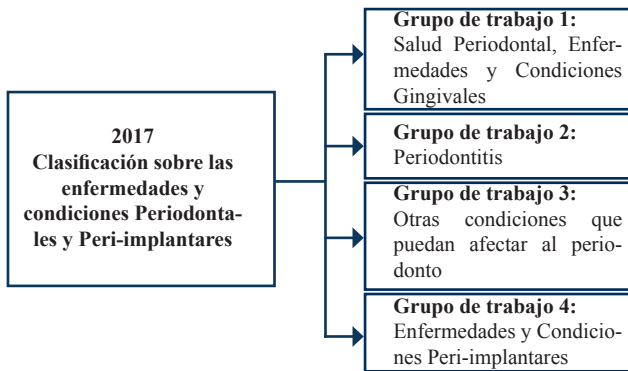 2017
Clasificación sobre las
enfermedades y
condiciones Periodonta-
les y Peri-implantares
Grupo de trabajo 1:
Salud Periodontal, Enfer-
medades y Condiciones
Gingivales
Grupo de trabajo 2:
Periodontitis
Grupo de trabajo 3:
Otras condiciones que
puedan afectar al perio-
donto
Grupo de trabajo 4:
Enfermedades y Condicio-
nes Peri-implantares